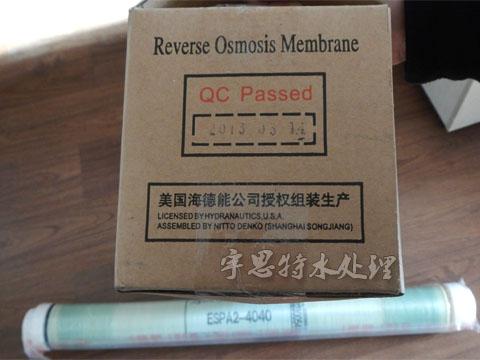 Reverse Osmosis Membrane
QC Passed
2013 03 14
美国海德能公司授权组装生产
LICENSED BY HYDRANAUTICS, U.S.A.
ASSEMBLED BY NITTO DENKO (SHANGHAI SONGJIANG)
宇思特水处理
ESPA2-4040